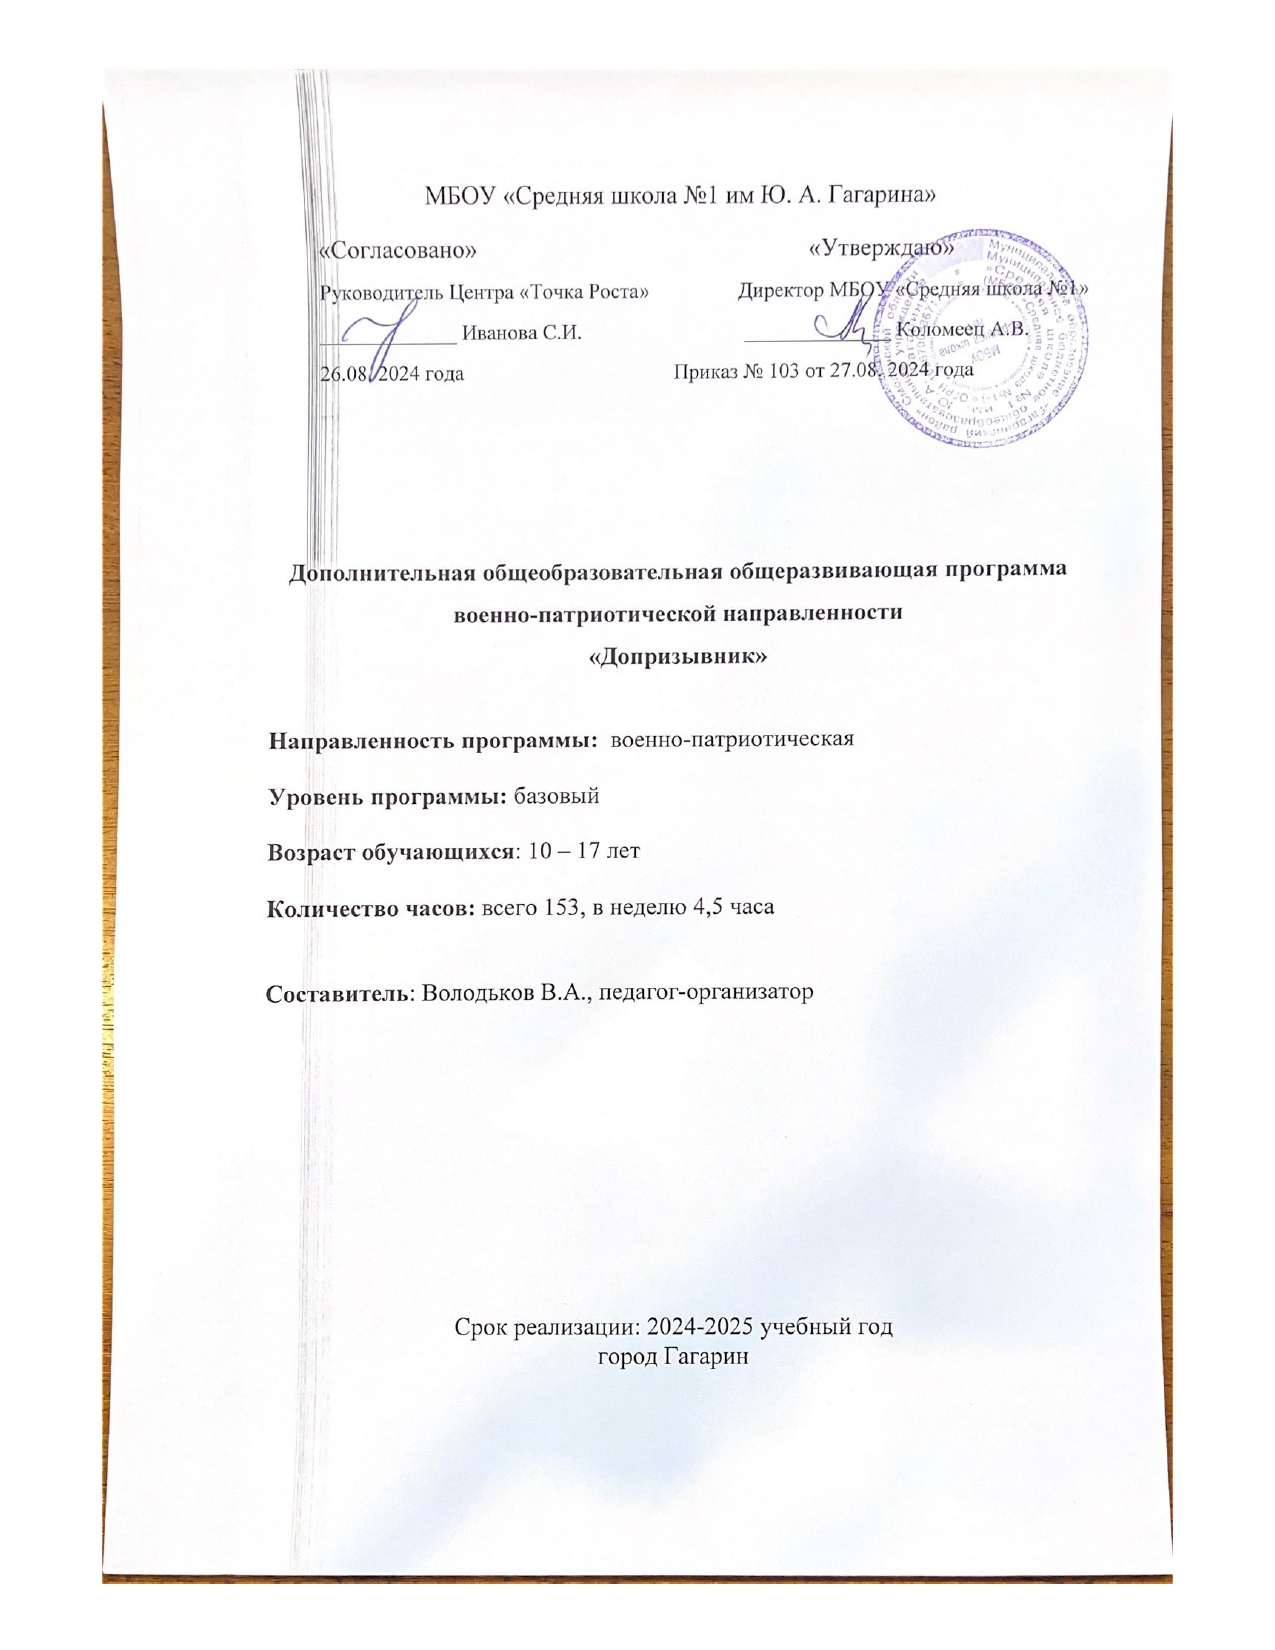 МБОУ «Средняя школа №1 им Ю. А. Гагарина»
«Согласовано» «Утверждаю»
Руководитель Центра «Точка Роста» Директор МБОУ «Средняя школа №1»
____________ Иванова С.И. ____________ Коломеец А.В.
26.08. 2024 года Приказ № 103 от 27.08. 2024 года
Дополнительная общеобразовательная общеразвивающая программа
военно-патриотической направленности
«Допризывник»
Направленность программы: военно-патриотическая
Уровень программы: базовый
Возраст обучающихся: 10 – 17 лет
Количество часов: всего 153, в неделю 4,5 часа
Составитель: Володьков В.А., педагог-организатор
Срок реализации: 2024-2025 учебный год
город Гагарин